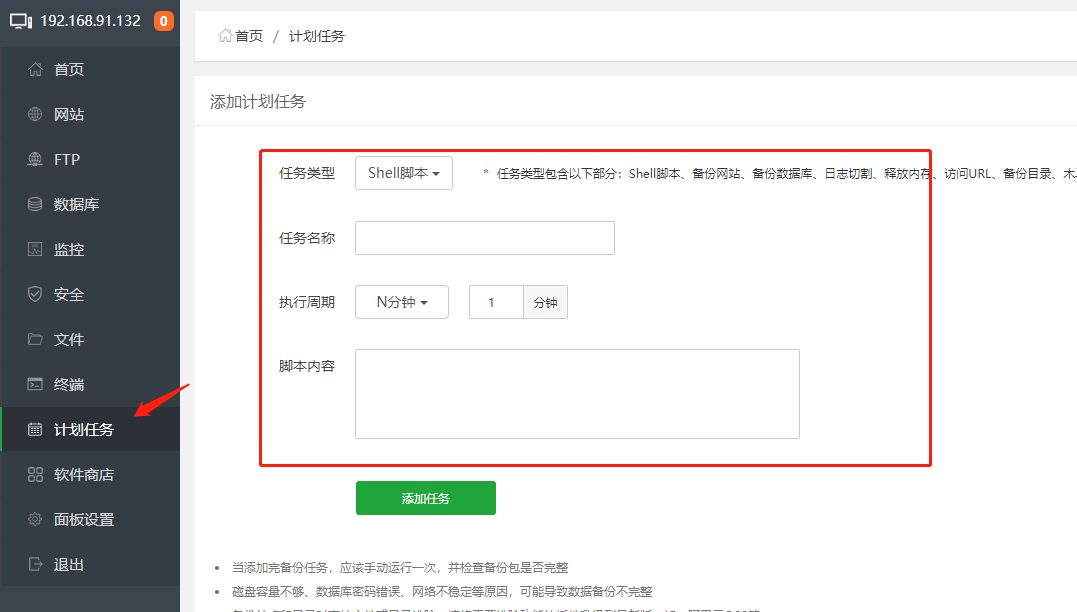 192.168.91.132 0
首页
网站
FTP
数据库
监控
安全
文件
终端
计划任务
软件商店
面板设置
退出
首页 / 计划任务
添加计划任务
任务类型 Shell脚本 * 任务类型包含以下部分：Shell脚本、备份网站、备份数据库、日志切割、释放内存、访问URL、备份目录、木
任务名称
执行周期 N分钟 1 分钟
脚本内容
添加任务
当添加完备份任务，应该手动运行一次，并检查备份包是否完整
磁盘容量不够、数据库密码错误、网络不稳定等原因，可能导致数据备份不完整